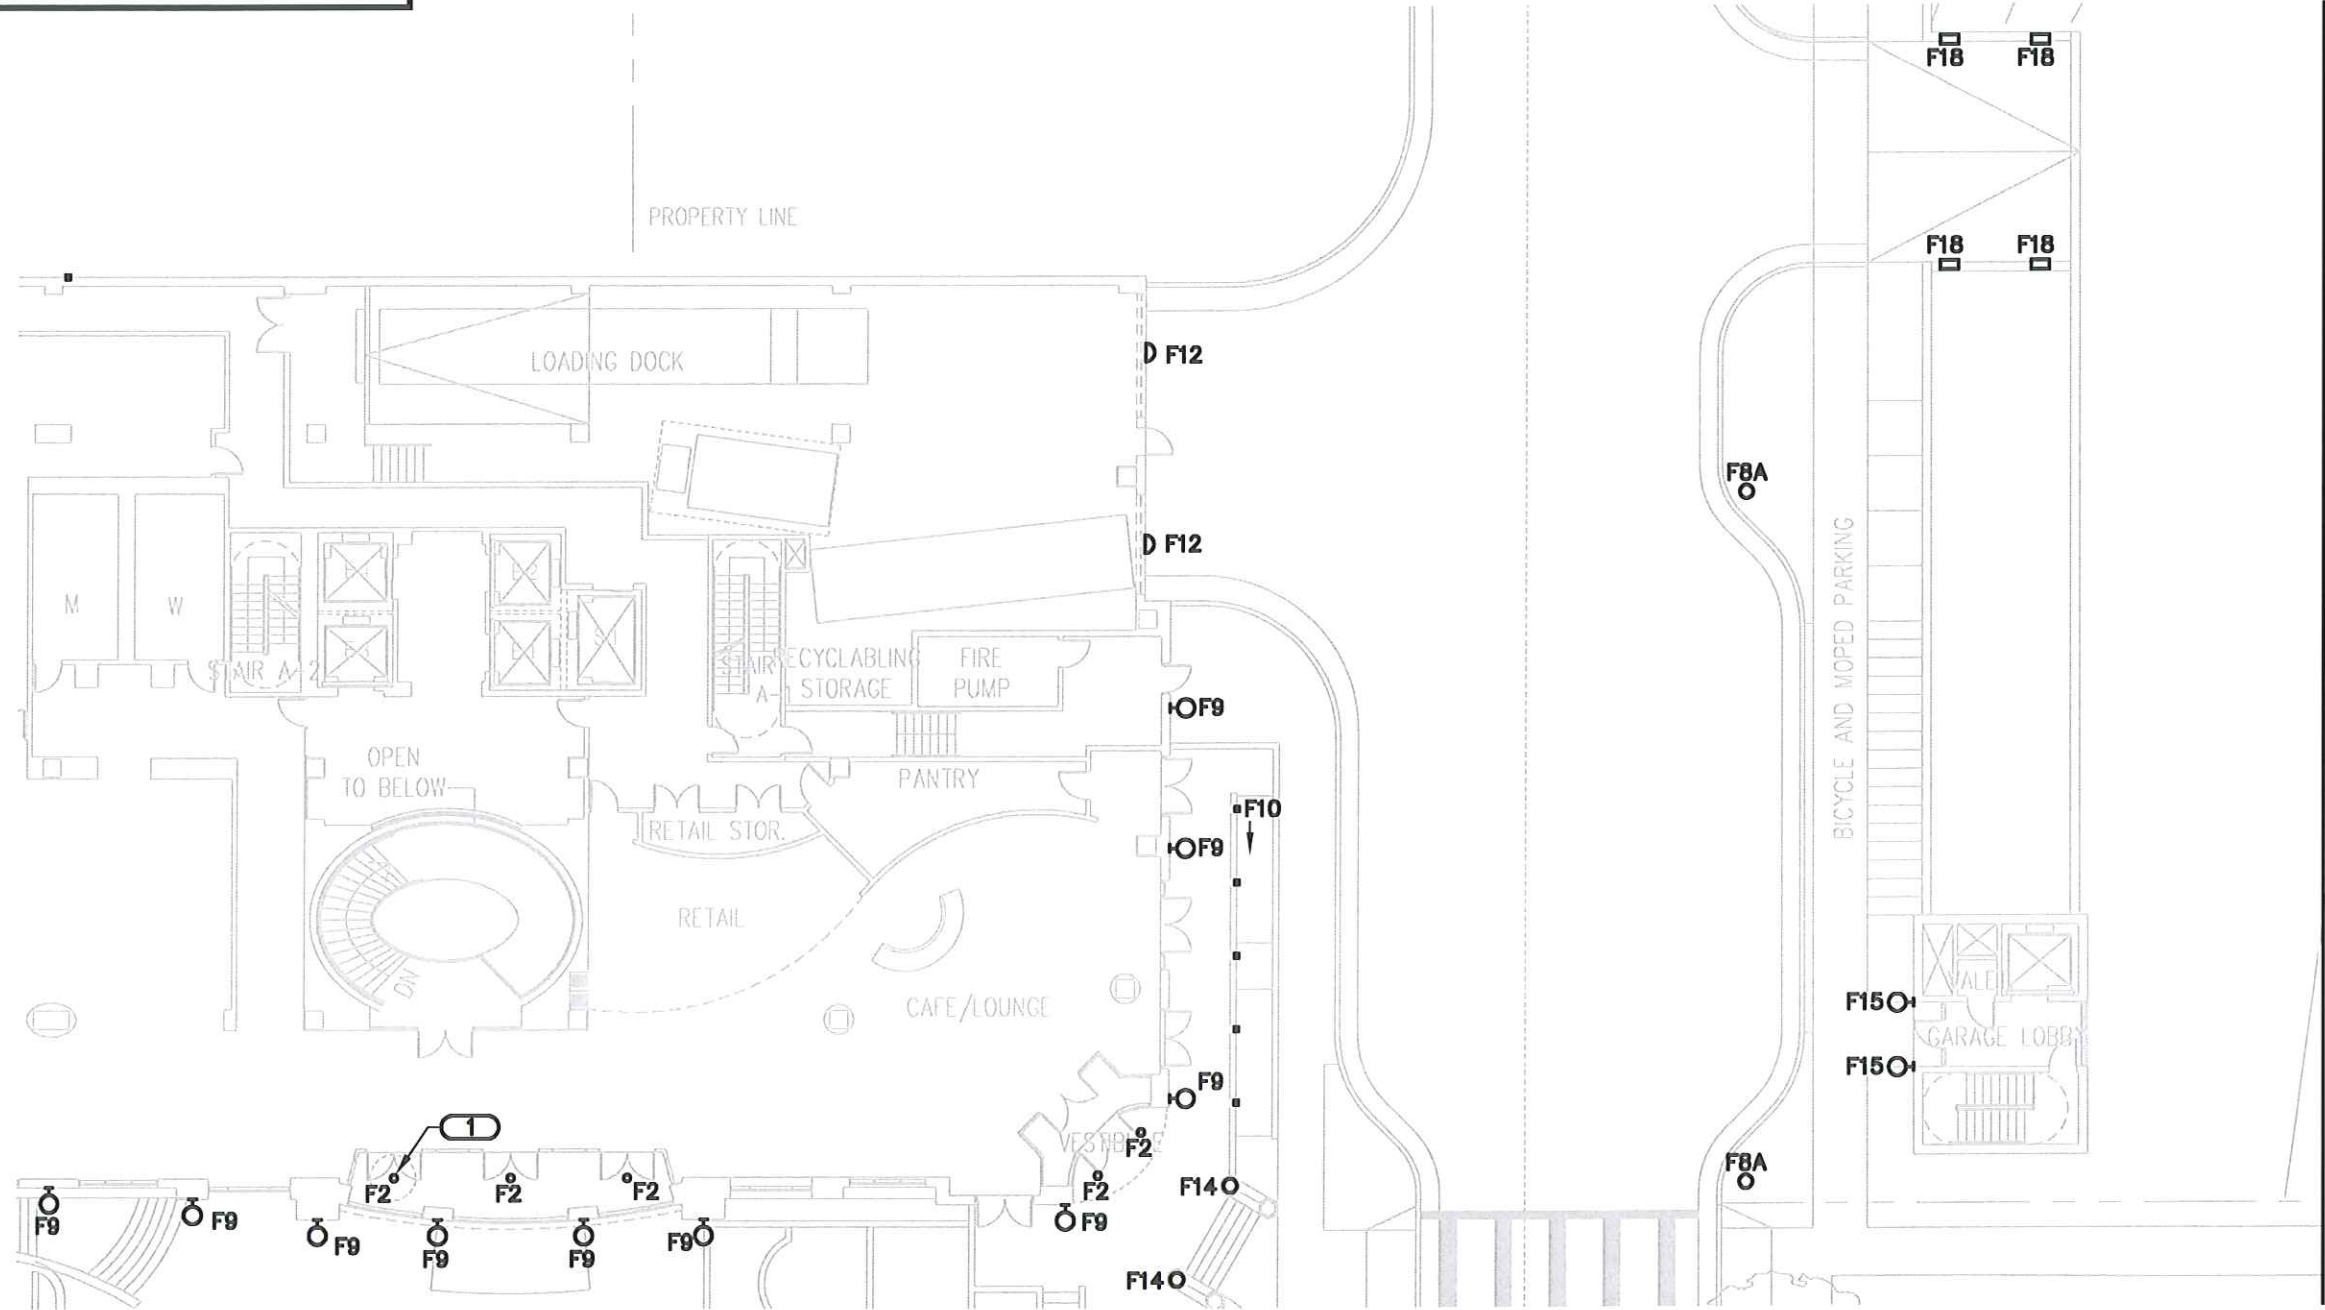 F18 F18
PROPERTY LINE
F18 F18
LOADING DOCK
F12
F8A
F12
BICYCLE AND MOPED PARKING
M
W
STAIR A-2
STAIR
A-
RECYCLABLING
STORAGE
FIRE
PUMP
F9
OPEN
TO BELOW
PANTRY
F10
RETAIL STOR.
F9
RETAIL
DN
CAFE/LOUNGE
F15
GARAGE LOBBY
F15
F9
1
F2
F8A
F2 F2 F2 F2
F14
F9 F9 F9 F9 F9 F9 F9
F14